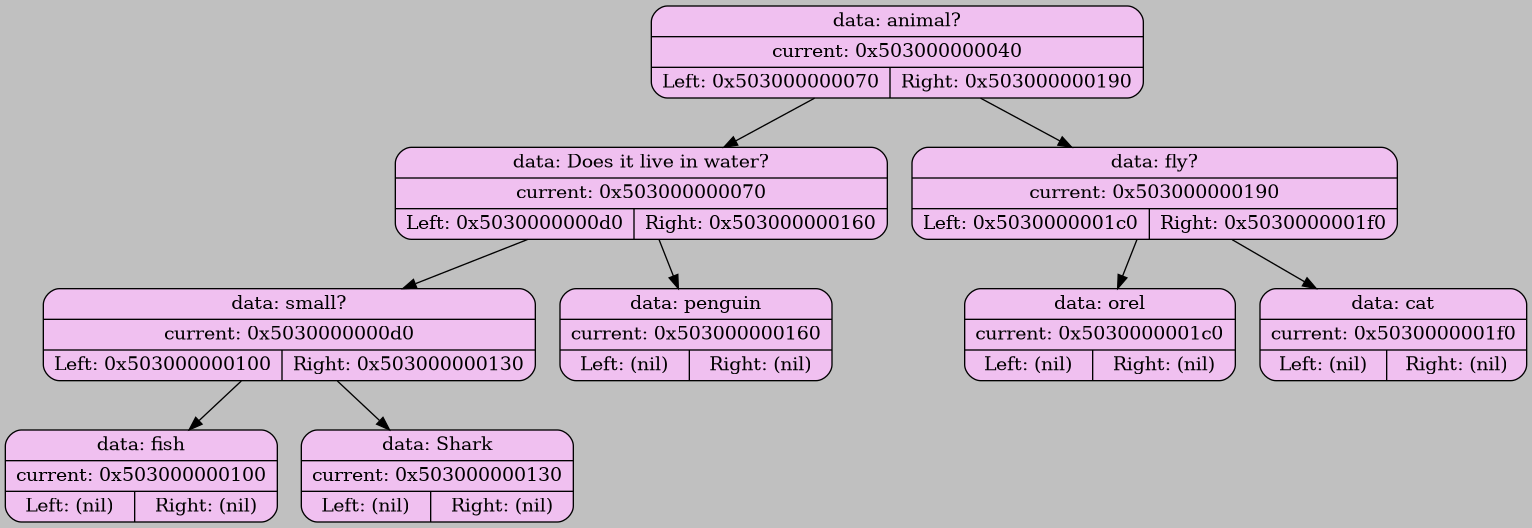 data: animal?
current: 0x503000000040
Left: 0x503000000070 Right: 0x503000000190
data: Does it live in water?
current: 0x503000000070
Left: 0x5030000000d0 Right: 0x503000000160
data: fly?
current: 0x503000000190
Left: 0x5030000001c0 Right: 0x5030000001f0
data: small?
current: 0x5030000000d0
Left: 0x503000000100 Right: 0x503000000130
data: penguin
current: 0x503000000160
Left: (nil) Right: (nil)
data: orel
current: 0x5030000001c0
Left: (nil) Right: (nil)
data: cat
current: 0x5030000001f0
Left: (nil) Right: (nil)
data: fish
current: 0x503000000100
Left: (nil) Right: (nil)
data: Shark
current: 0x503000000130
Left: (nil) Right: (nil)